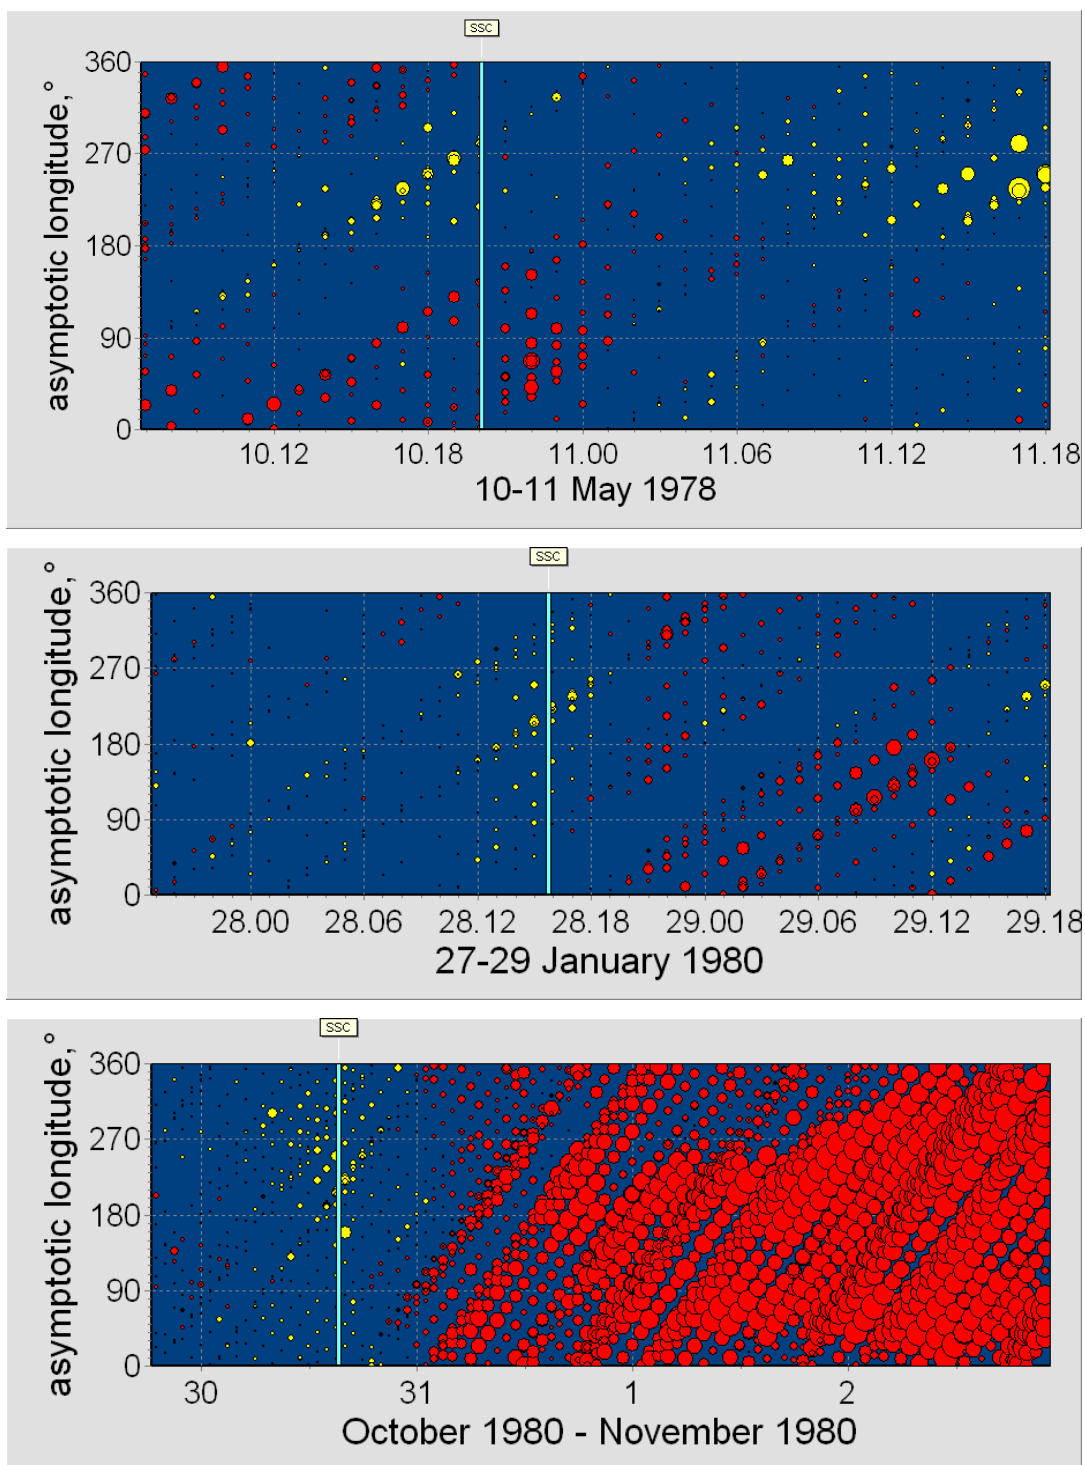 SSC
360
270
180
90
0
asymptotic longitude,°
10.12 10.18 11.00 11.06 11.12 11.18
10-11 May 1978
SSC
360
270
180
90
0
asymptotic longitude,°
28.00 28.06 28.12 28.18 29.00 29.06 29.12 29.18
27-29 January 1980
SSC
360
270
180
90
0
asymptotic longitude,°
30 31 1 2
October 1980 - November 1980